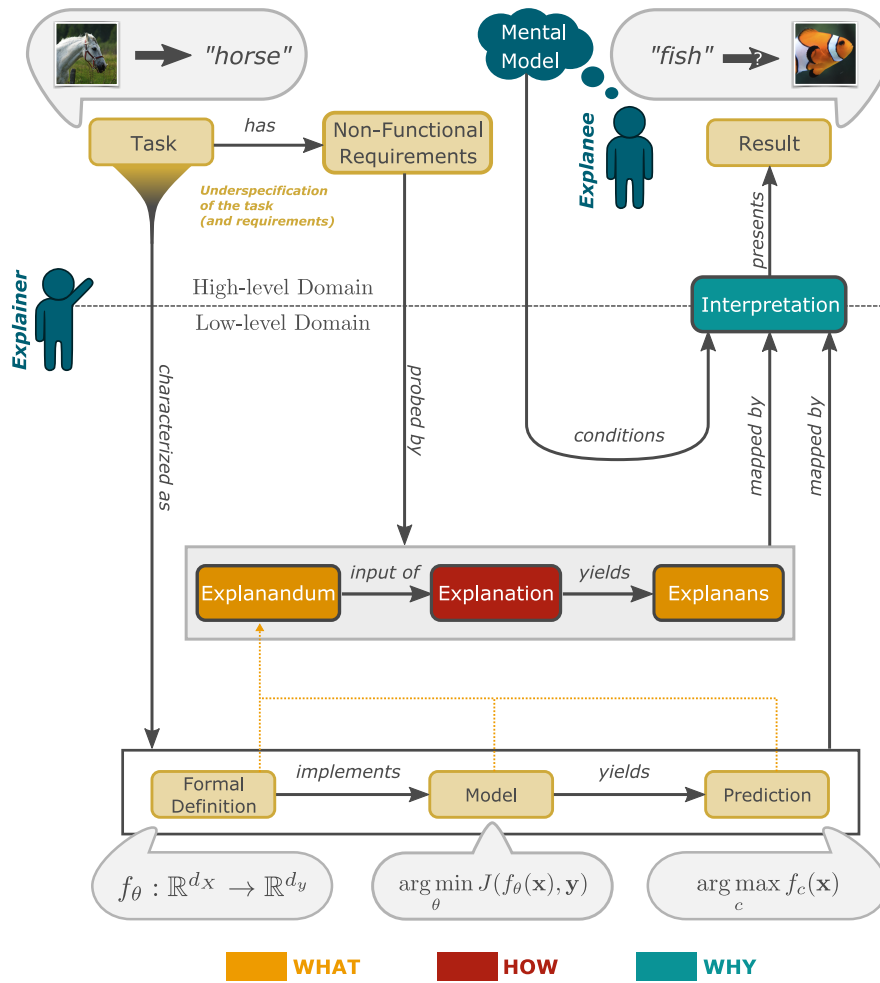 Mental
Model
"horse"
"fish"
?
has
Task
Non-Functional
Requirements
Explanee
Result
Underspecification
of the task
(and requirements)
presents
Explainer
High-level Domain
Low-level Domain
Interpretation
characterized as
probed by
conditions
mapped by
mapped by
Explanandum
input of
Explanation
yields
Explanans
Formal
Definition
implements
Model
yields
Prediction
f_θ : ℝ^{d_X} → ℝ^{d_y}
arg min_θ J(f_θ(x), y)
arg max_c f_c(x)
WHAT
HOW
WHY